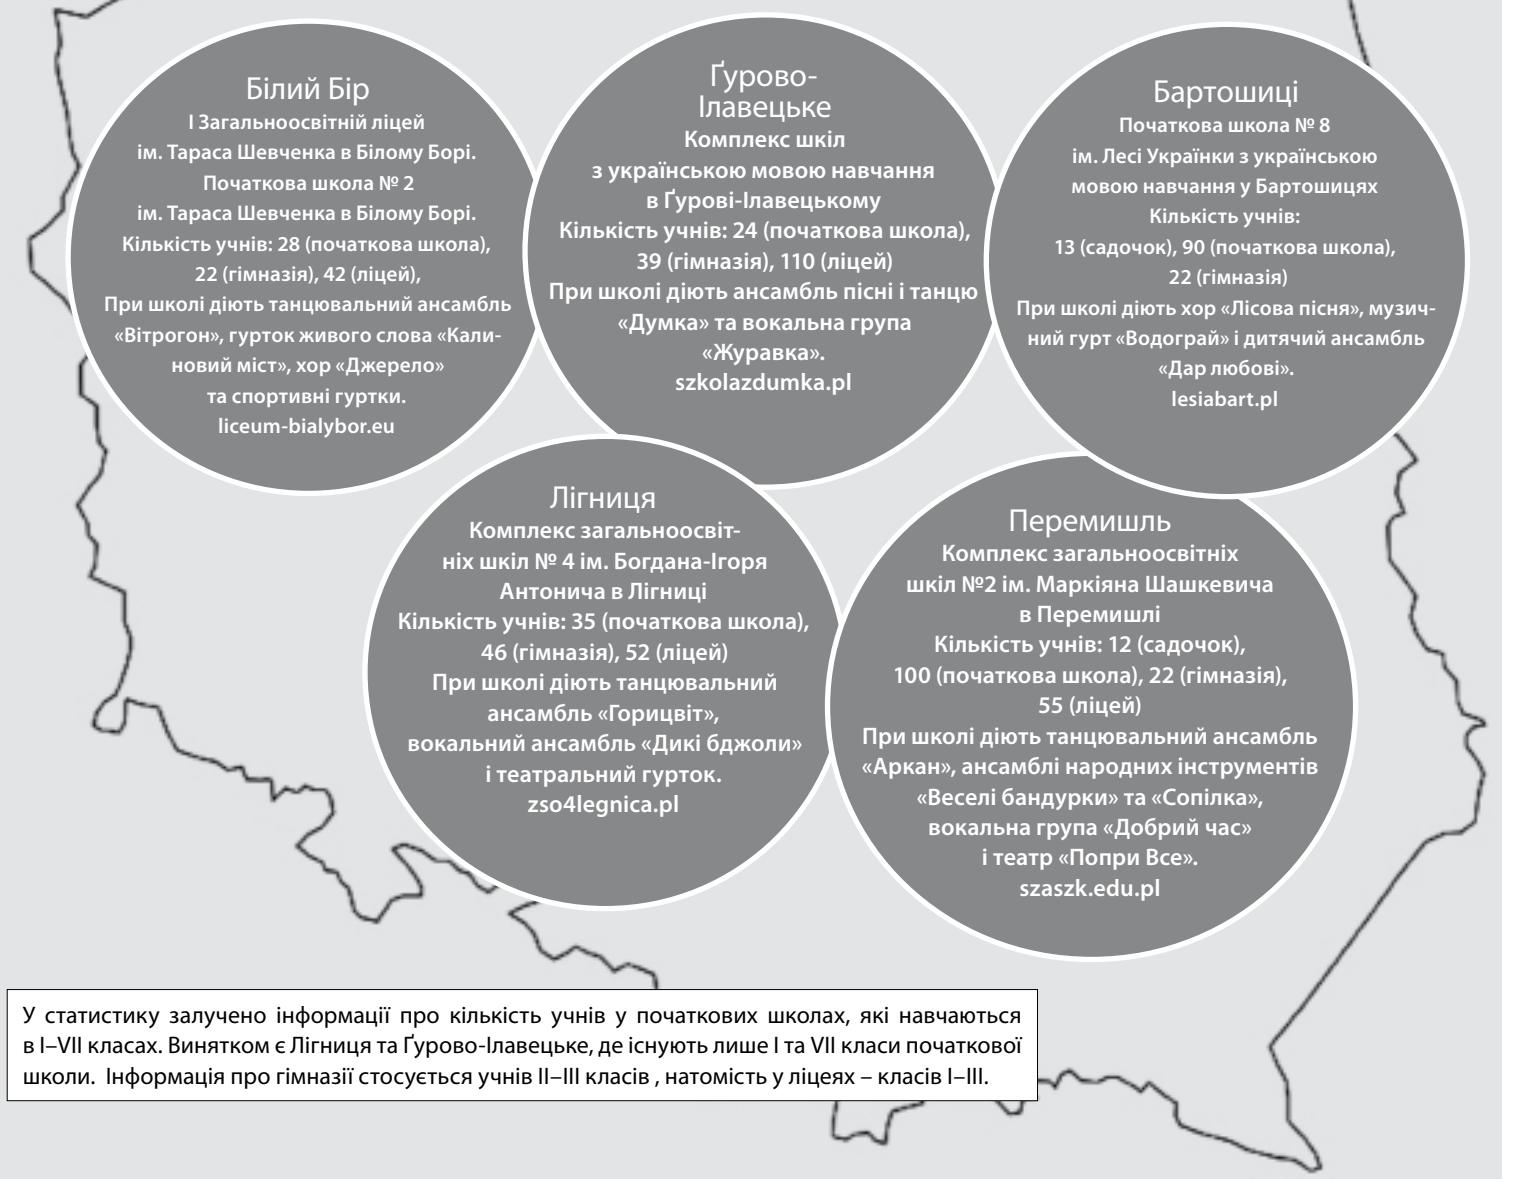 Білий Бір
І Загальноосвітній ліцей
ім. Тараса Шевченка в Білому Борі.
Початкова школа № 2
ім. Тараса Шевченка в Білому Борі.
Кількість учнів: 28 (початкова школа),
22 (гімназія), 42 (ліцей),
При школі діють танцювальний ансамбль
«Вітрогон», гурток живого слова «Кали-
новий міст», хор «Джерело»
та спортивні гуртки.
liceum-bialybor.eu
Ґурово-
Ілавецьке
Комплекс шкіл
з українською мовою навчання
в Ґурові-Ілавецькому
Кількість учнів: 24 (початкова школа),
39 (гімназія), 110 (ліцей)
При школі діють ансамбль пісні і танцю
«Думка» та вокальна група
«Журавка».
szkolazdumka.pl
Бартошиці
Початкова школа № 8
ім. Лесі Українки з українською
мовою навчання у Бартошицях
Кількість учнів:
13 (садочок), 90 (початкова школа),
22 (гімназія)
При школі діють хор «Лісова пісня», музич-
ний гурт «Водограй» і дитячий ансамбль
«Дар любові».
lesiabart.pl
Лігниця
Комплекс загальноосвіт-
ніх шкіл № 4 ім. Богдана-Ігоря
Антонича в Лігниці
Кількість учнів: 35 (початкова школа),
46 (гімназія), 52 (ліцей)
При школі діють танцювальний
ансамбль «Горицвіт»,
вокальний ансамбль «Дикі бджоли»
і театральний гурток.
zso4legnica.pl
Перемишль
Комплекс загальноосвітніх
шкіл №2 ім. Маркіяна Шашкевича
в Перемишлі
Кількість учнів: 12 (садочок),
100 (початкова школа), 22 (гімназія),
55 (ліцей)
При школі діють танцювальний ансамбль
«Аркан», ансамблі народних інструментів
«Веселі бандурки» та «Сопілка»,
вокальна група «Добрий час»
і театр «Попри Все».
szaszk.edu.pl
У статистику залучено інформації про кількість учнів у початкових школах, які навчаються
в І–VII класах. Винятком є Лігниця та Ґурово-Ілавецьке, де існують лише І та VII класи початкової
школи. Інформація про гімназії стосується учнів ІІ–ІІІ класів , натомість у ліцеях – класів І–ІІІ.